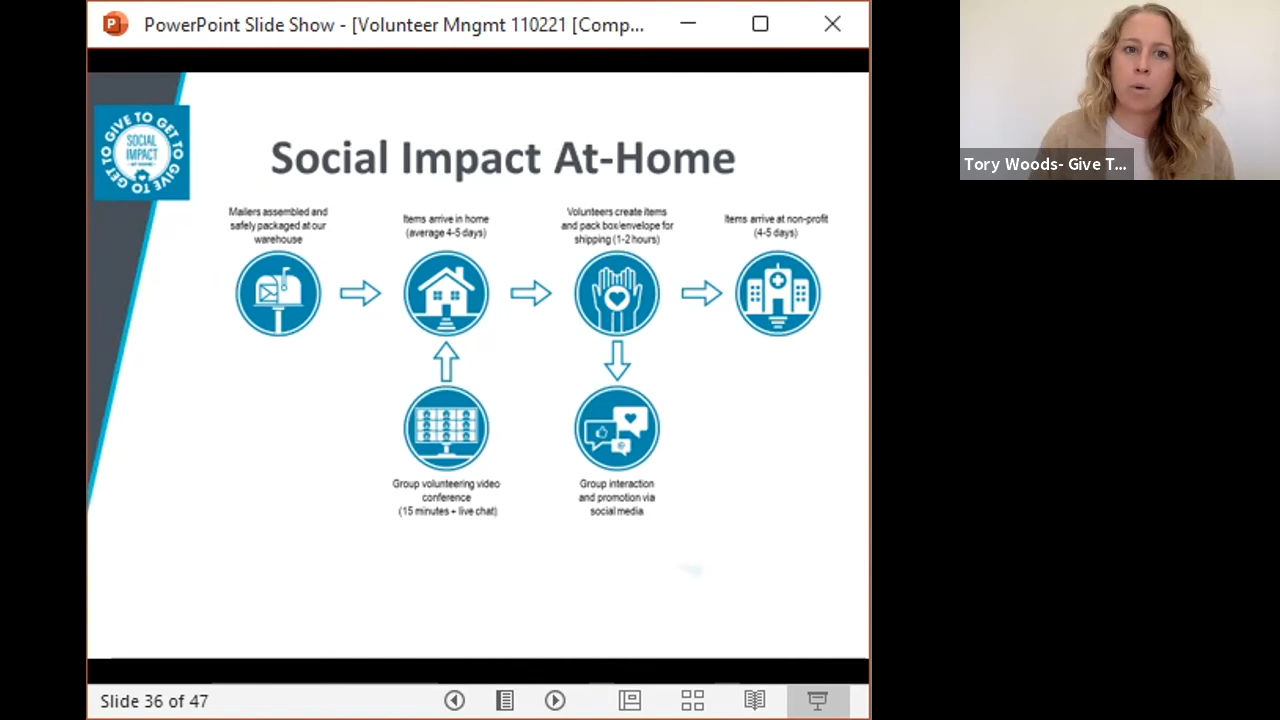 PowerPoint Slide Show - [Volunteer Mngmt 110221 [Comp...
TO GIVE TO GET TO GIVE TO GET
SOCIAL
IMPACT
AT-HOME
Social Impact At-Home
Mailers assembled and
safely packaged at our
warehouse
Items arrive in home
(average 4-5 days)
Volunteers create items
and pack box/envelope for
shipping (1-2 hours)
Items arrive at non-profit
(4-5 days)
Group volunteering video
conference
(15 minutes + live chat)
Group interaction
and promotion via
social media
Slide 36 of 47
Tory Woods- Give T...